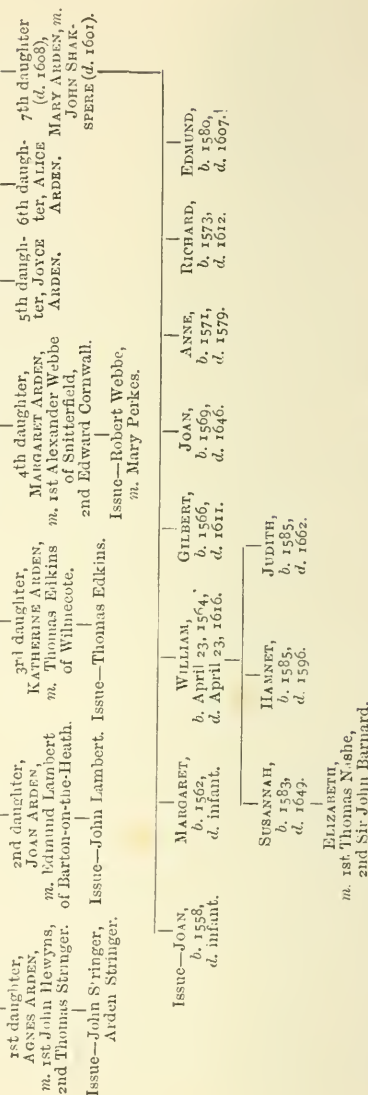 1st daughter,
AGNES ARDEN,
m. 1st John Hewyns,
2nd Thomas Stringer.
Issue—John Stringer,
Arden Stringer.
2nd daughter,
JOAN ARDEN,
m. Edmund Lambert
of Barton-on-the-Heath.
Issue—John Lambert.
3rd daughter,
KATHERINE ARDEN,
m. Thomas Edkins
of Wilmecote.
Issue—Thomas Edkins.
4th daughter,
MARGARET ARDEN,
m. 1st Alexander Webbe
of Snitterfield,
2nd Edward Cornwall.
Issue—Robert Webbe,
m. Mary Perkes.
5th daugh-
ter, JOYCE
ARDEN.
6th daugh-
ter, ALICE
ARDEN.
7th daughter
(d. 1608),
MARY ARDEN, m.
JOHN SHAK-
SPERE (d. 1601).
Issue—JOAN,
b. 1558,
d. infant.
MARGARET,
b. 1562,
d. infant.
WILLIAM,
b. April 23, 1564,
d. April 23, 1616.
GILBERT,
b. 1566,
d. 1611.
JOAN,
b. 1569,
d. 1646.
ANNE,
b. 1571,
d. 1579.
RICHARD,
b. 1573,
d. 1612.
EDMUND,
b. 1580,
d. 1607.
SUSANNAH,
b. 1583,
d. 1649.
HAMNET,
b. 1585,
d. 1596.
JUDITH,
b. 1585,
d. 1662.
ELIZABETH,
m. 1st Thomas Nashe,
2nd Sir John Barnard.